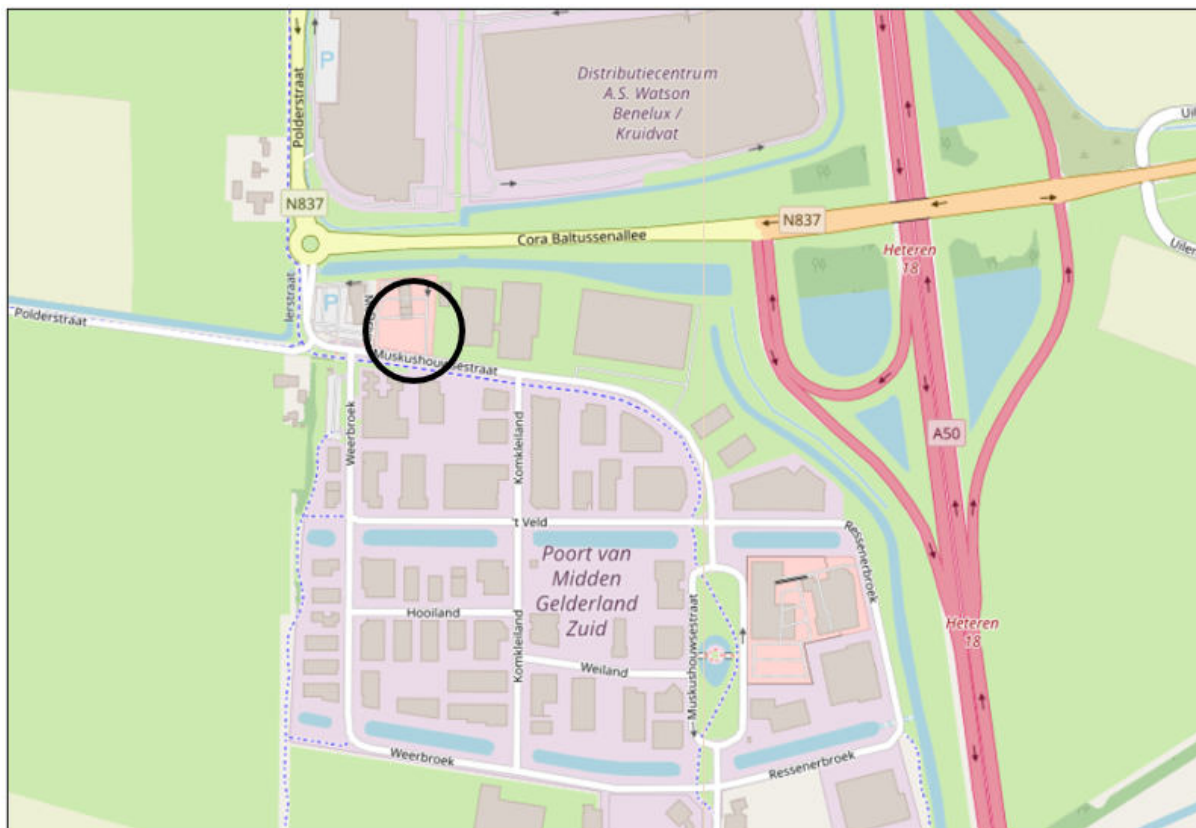 Polderstraat
P
Distributiecentrum
A.S. Watson
Benelux /
Kruidvat
N837
Cora Baltussenallee
N837
Heteren
18
P
Polderstraat
Muskushouwsestraat
A50
Weerbroek
Komkleiland
't Veld
Ressenerbroek
Poort van
Midden
Gelderland
Zuid
Hooiland
Muskushouwsestraat
Heteren
18
Komkleiland
Weiland
Weerbroek
Ressenerbroek